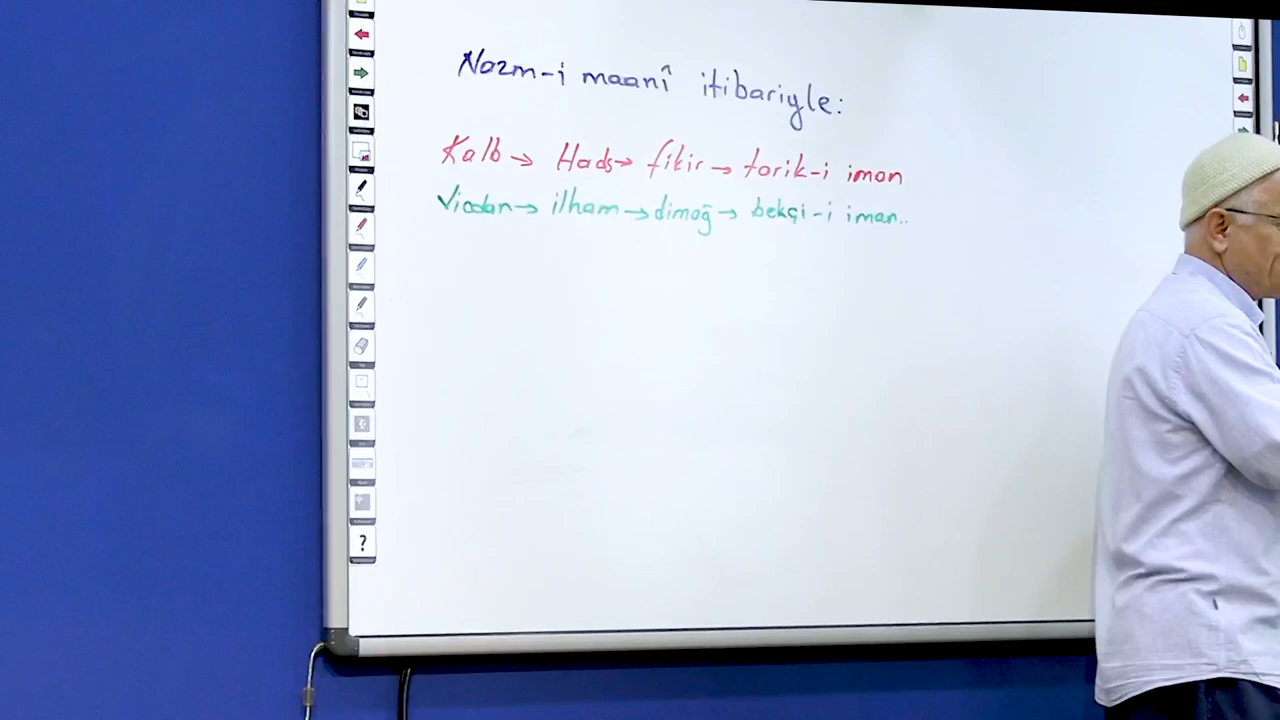 Nazm-i maanî itibariyle:
Kalb → Hads → fikir → tarik-i iman
Vicdan → ilham → dimağ → bekçi-i iman..
?